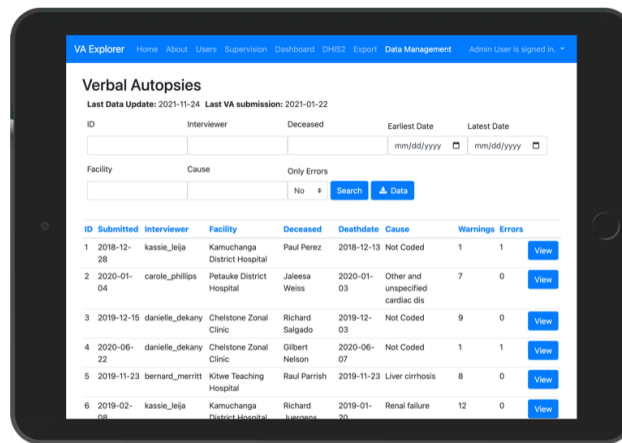 VA Explorer Home About Users Supervision Dashboard DHIS2 Export Data Management Admin User is signed in.
Verbal Autopsies
Last Data Update: 2021-11-24 Last VA submission: 2021-01-22
ID Interviewer Deceased Earliest Date Latest Date
mm/dd/yyyy mm/dd/yyyy
Facility Cause Only Errors
No Search Data
ID Submitted Interviewer Facility Deceased Deathdate Cause Warnings Errors
1 2018-12- kassie_leija Kamuchanga Paul Perez 2018-12-13 Not Coded 1 1 View
28 District Hospital
2 2020-01- carole_phillips Petauke District Jaleesa 2020-01- Other and 7 0 View
04 Hospital Weiss 03 unspecified
cardiac dis
3 2019-12-15 danielle_dekany Chelstone Zonal Richard 2019-12- Not Coded 9 0 View
Clinic Salgado 03
4 2020-06- danielle_dekany Chelstone Zonal Gilbert 2020-06- Not Coded 1 1 View
22 Clinic Nelson 07
5 2019-11-23 bernard_merritt Kitwe Teaching Raul Parrish 2019-11-23 Liver cirrhosis 8 0 View
Hospital
6 2019-02- kassie_leija Kamuchanga Richard 2019-01- Renal failure 12 0 View
08 District Hospital Juergens 20